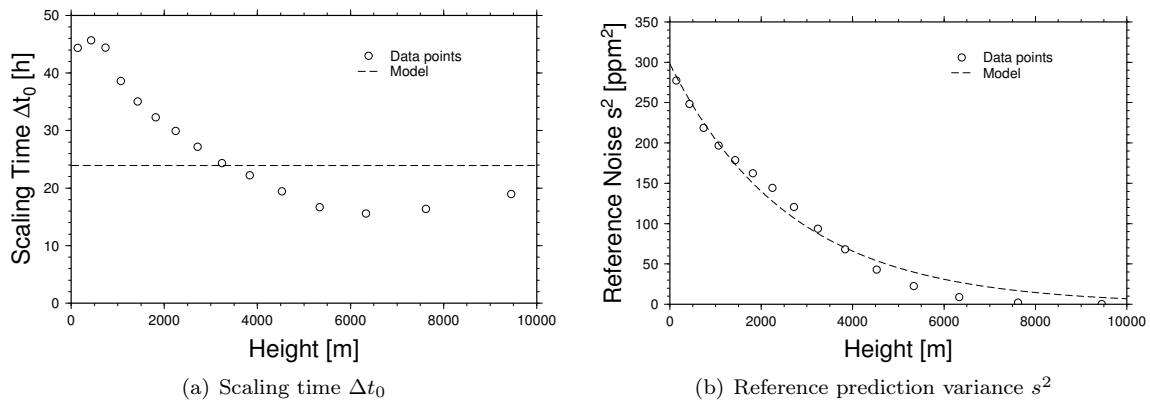 Scaling Time Δt₀ [h]
50
40
30
20
10
0
0 2000 4000 6000 8000 10000
Height [m]
Data points
Model
(a) Scaling time Δt₀
Reference Noise s² [ppm²]
350
300
250
200
150
100
50
0
0 2000 4000 6000 8000 10000
Height [m]
Data points
Model
(b) Reference prediction variance s²